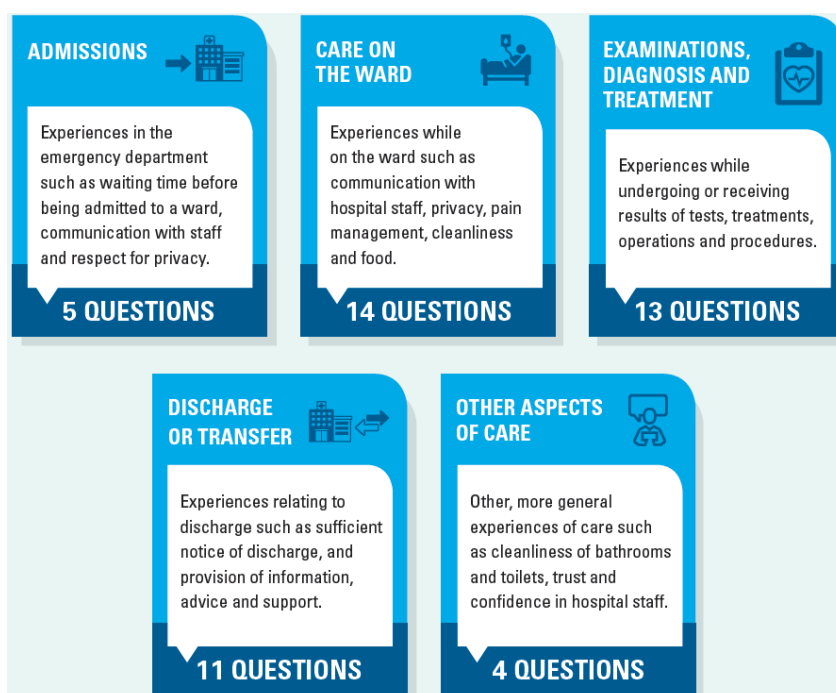 ADMISSIONS
Experiences in the
emergency department
such as waiting time before
being admitted to a ward,
communication with staff
and respect for privacy.
5 QUESTIONS
CARE ON
THE WARD
Experiences while
on the ward such as
communication with
hospital staff, privacy, pain
management, cleanliness
and food.
14 QUESTIONS
EXAMINATIONS,
DIAGNOSIS AND
TREATMENT
Experiences while
undergoing or receiving
results of tests, treatments,
operations and procedures.
13 QUESTIONS
DISCHARGE
OR TRANSFER
Experiences relating to
discharge such as sufficient
notice of discharge, and
provision of information,
advice and support.
11 QUESTIONS
OTHER ASPECTS
OF CARE
Other, more general
experiences of care such
as cleanliness of bathrooms
and toilets, trust and
confidence in hospital staff.
4 QUESTIONS